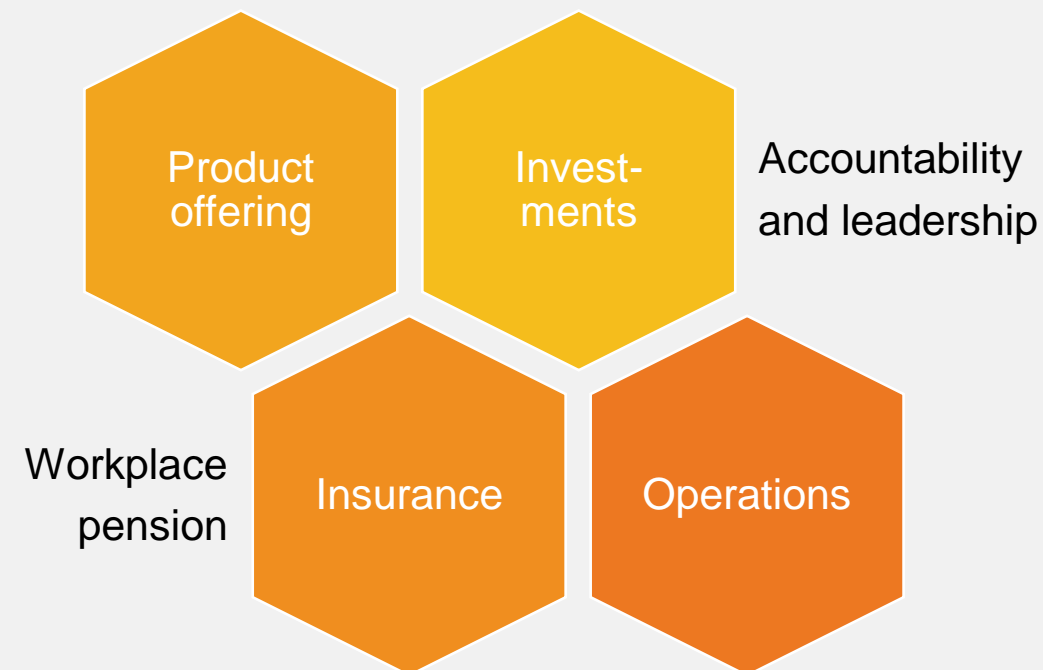 Product
offering
Invest-
ments
Accountability
and leadership
Workplace
pension
Insurance
Operations